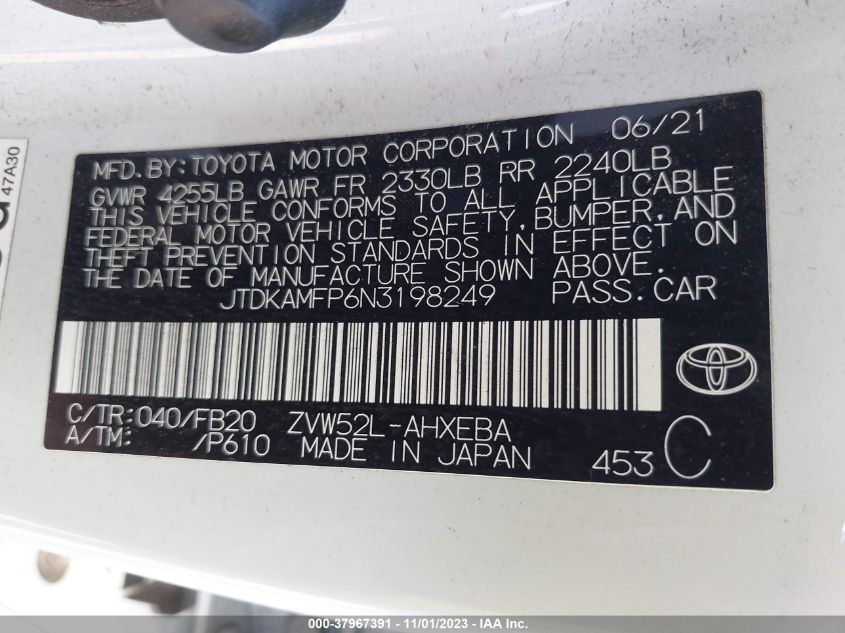 47A30
MFD.BY:TOYOTA MOTOR CORPORATION 06/21
GVWR 4255LB GAWR FR 2330LB RR 2240LB
THIS VEHICLE CONFORMS TO ALL APPLICABLE
FEDERAL MOTOR VEHICLE SAFETY,BUMPER,AND
THEFT PREVENTION STANDARDS IN EFFECT ON
THE DATE OF MANUFACTURE SHOWN ABOVE.
JTDKAMFP6N3198249 PASS.CAR
C/TR:040/FB20 ZVW52L-AHXEBA
A/TM: /P610 MADE IN JAPAN 453 C
000-37967391 - 11/01/2023 - IAA Inc.